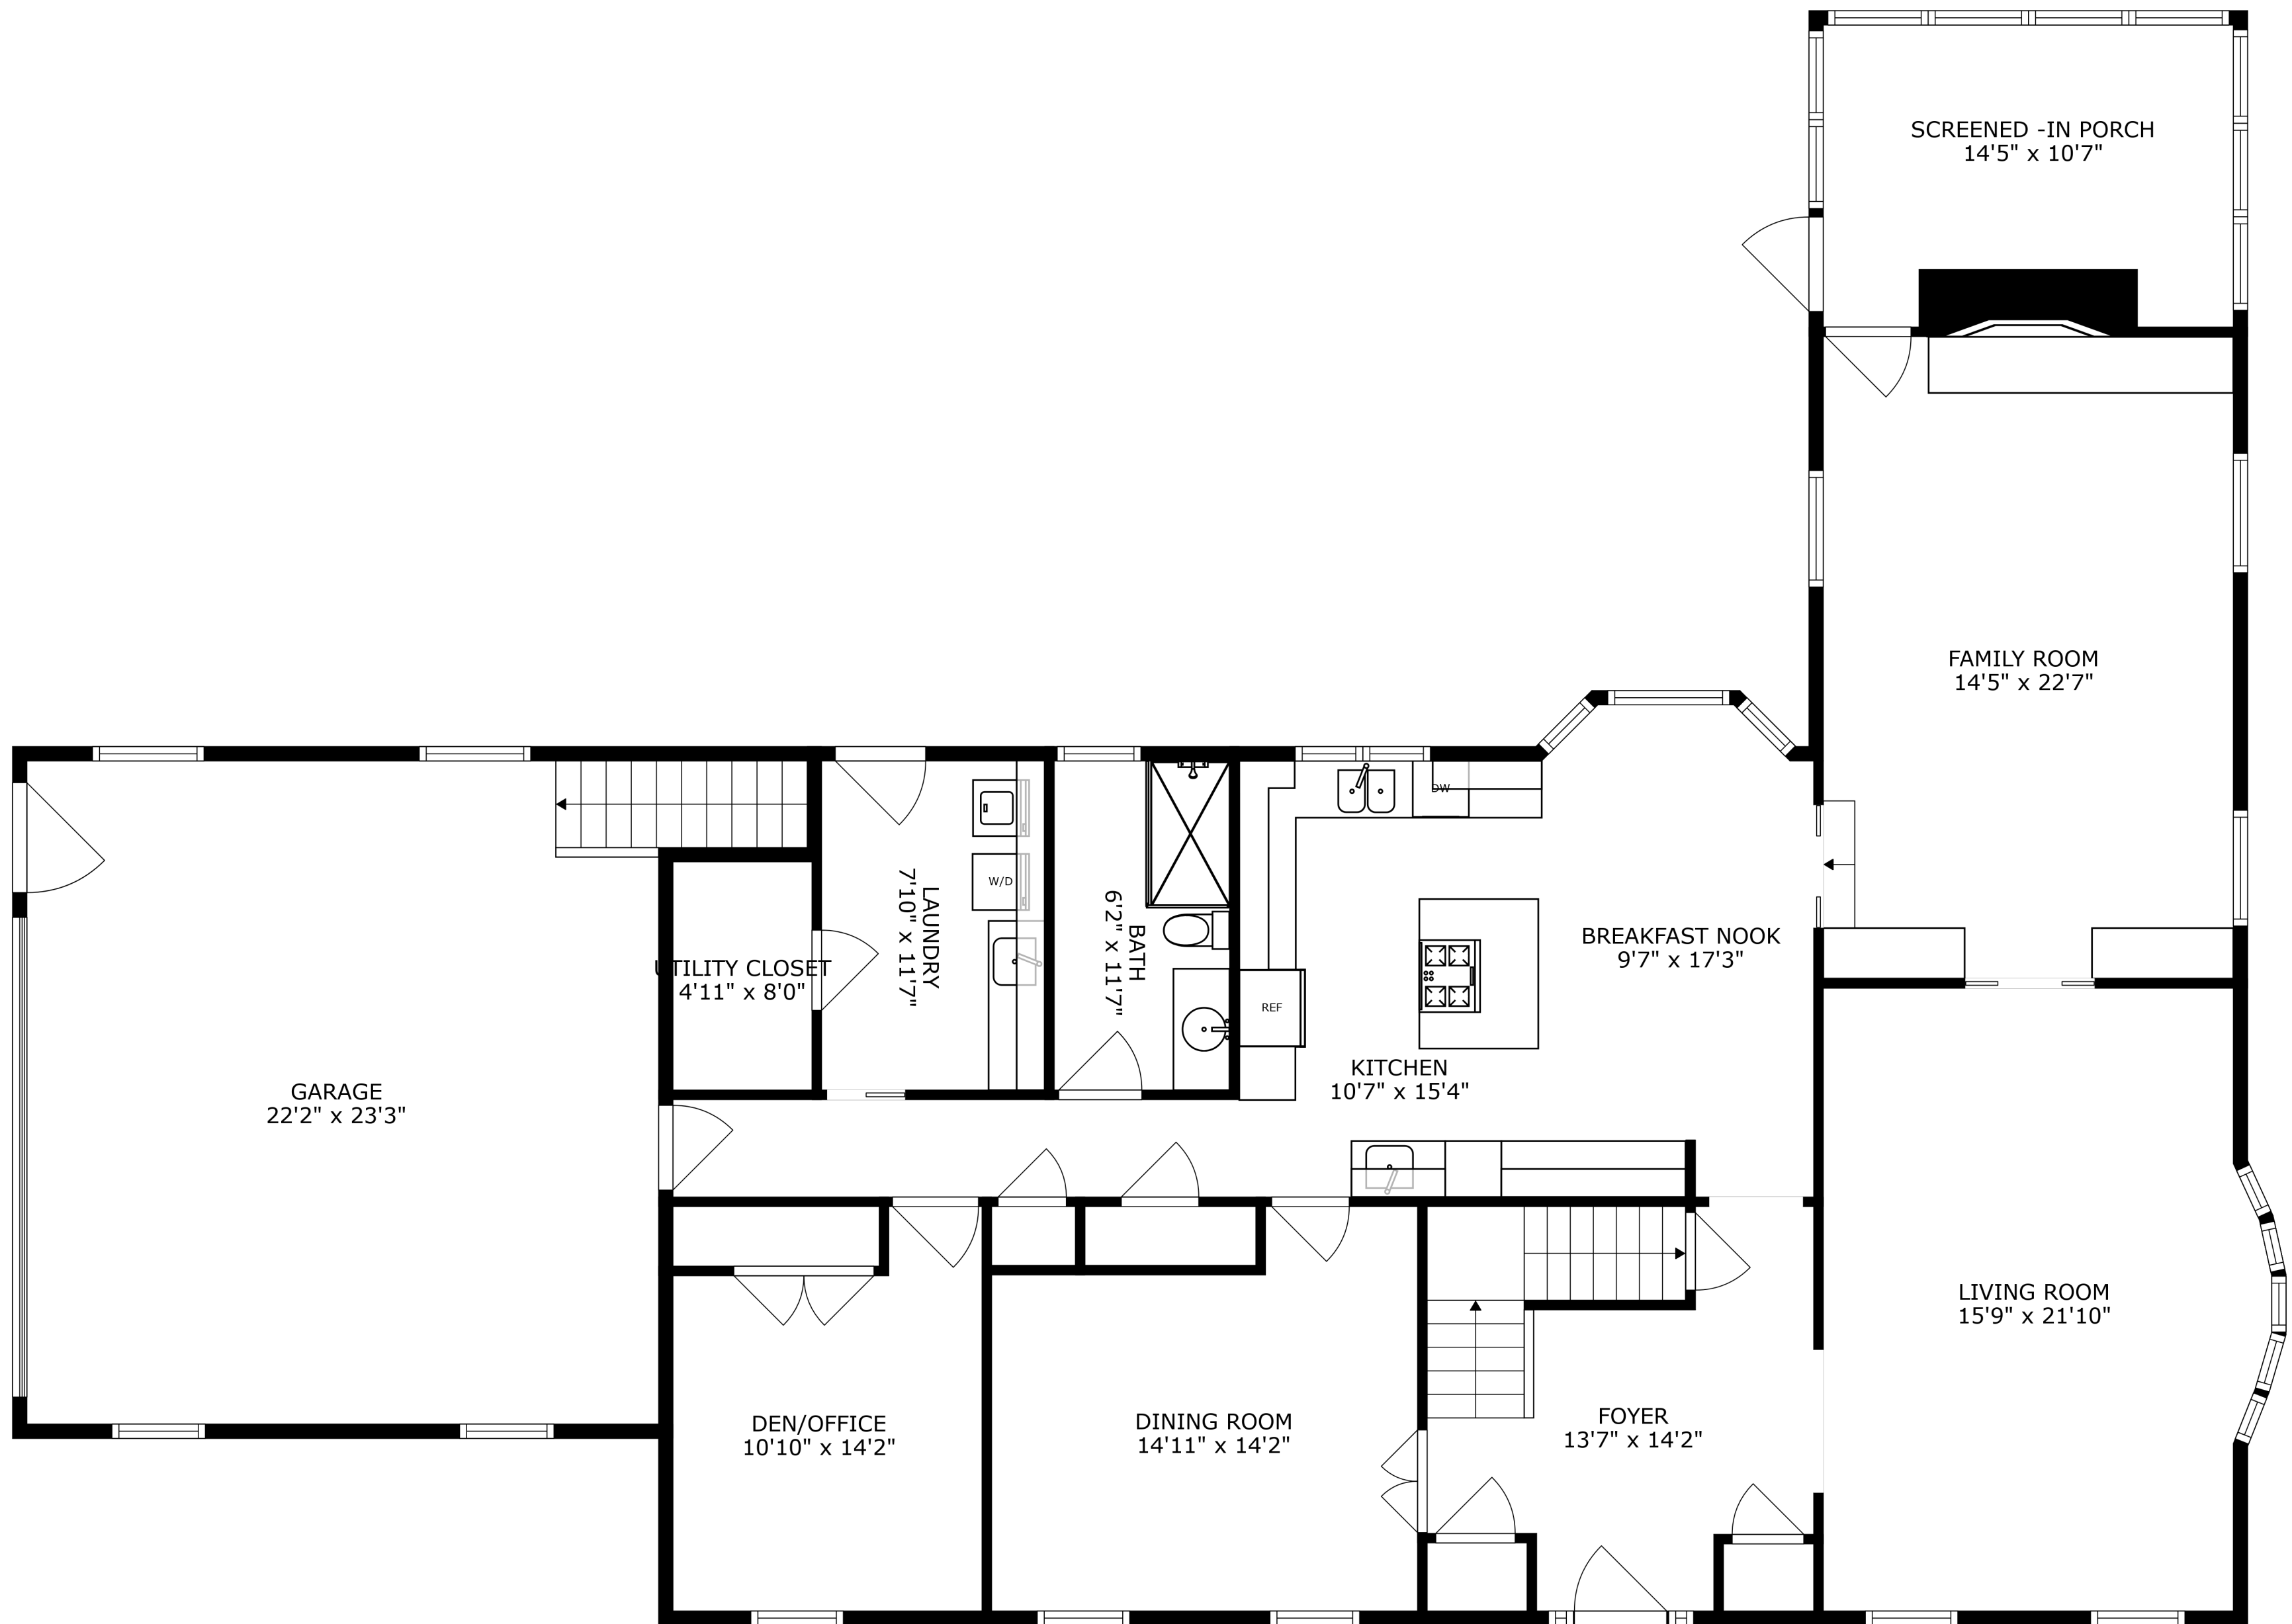 SCREENED -IN PORCH
14'5" x 10'7"
FAMILY ROOM
14'5" x 22'7"
DW
W/D
LAUNDRY
7'10" x 11'7"
BATH
6'2" x 11'7"
BREAKFAST NOOK
9'7" x 17'3"
UTILITY CLOSET
4'11" x 8'0"
REF
KITCHEN
10'7" x 15'4"
GARAGE
22'2" x 23'3"
LIVING ROOM
15'9" x 21'10"
DEN/OFFICE
10'10" x 14'2"
DINING ROOM
14'11" x 14'2"
FOYER
13'7" x 14'2"